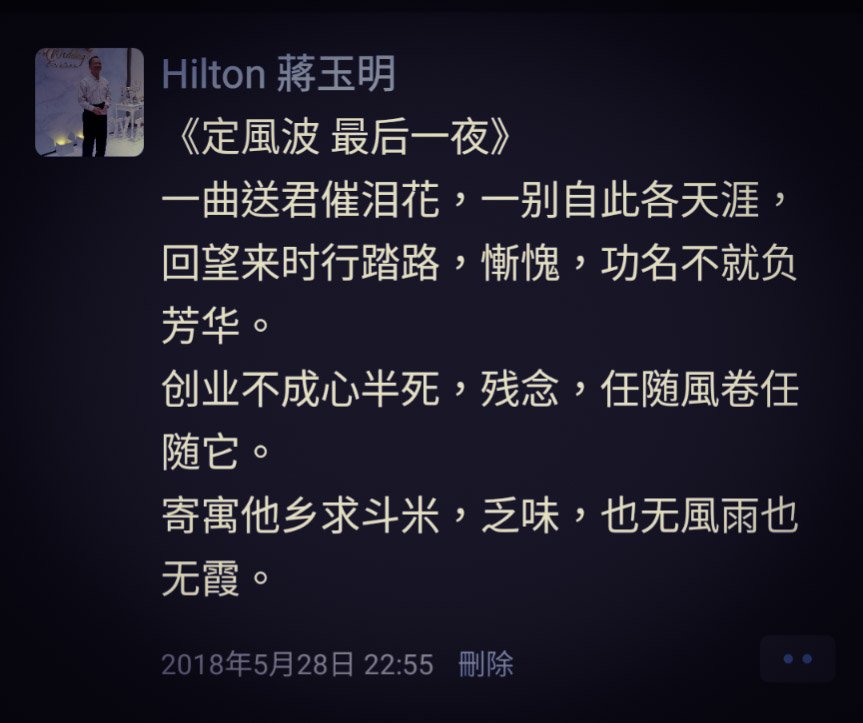 Hilton 蔣玉明
《定風波 最后一夜》
一曲送君催泪花，一别自此各天涯，
回望来时行踏路，惭愧，功名不就负
芳华。
创业不成心半死，残念，任随風卷任
随它。
寄寓他乡求斗米，乏味，也无風雨也
无霞。
2018年5月28日 22:55 刪除